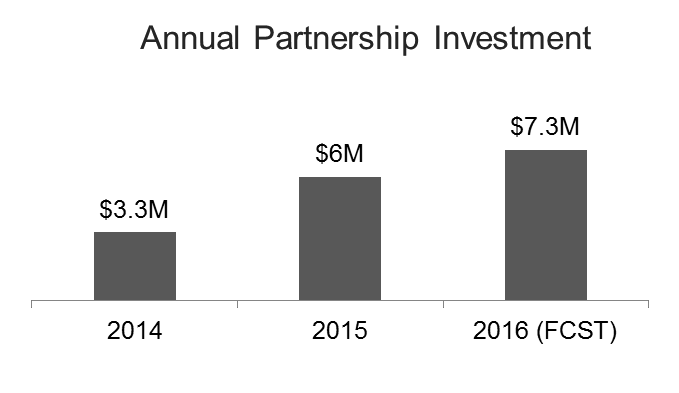 Annual Partnership Investment
$7.3M
$6M
$3.3M
2014 2015 2016 (FCST)